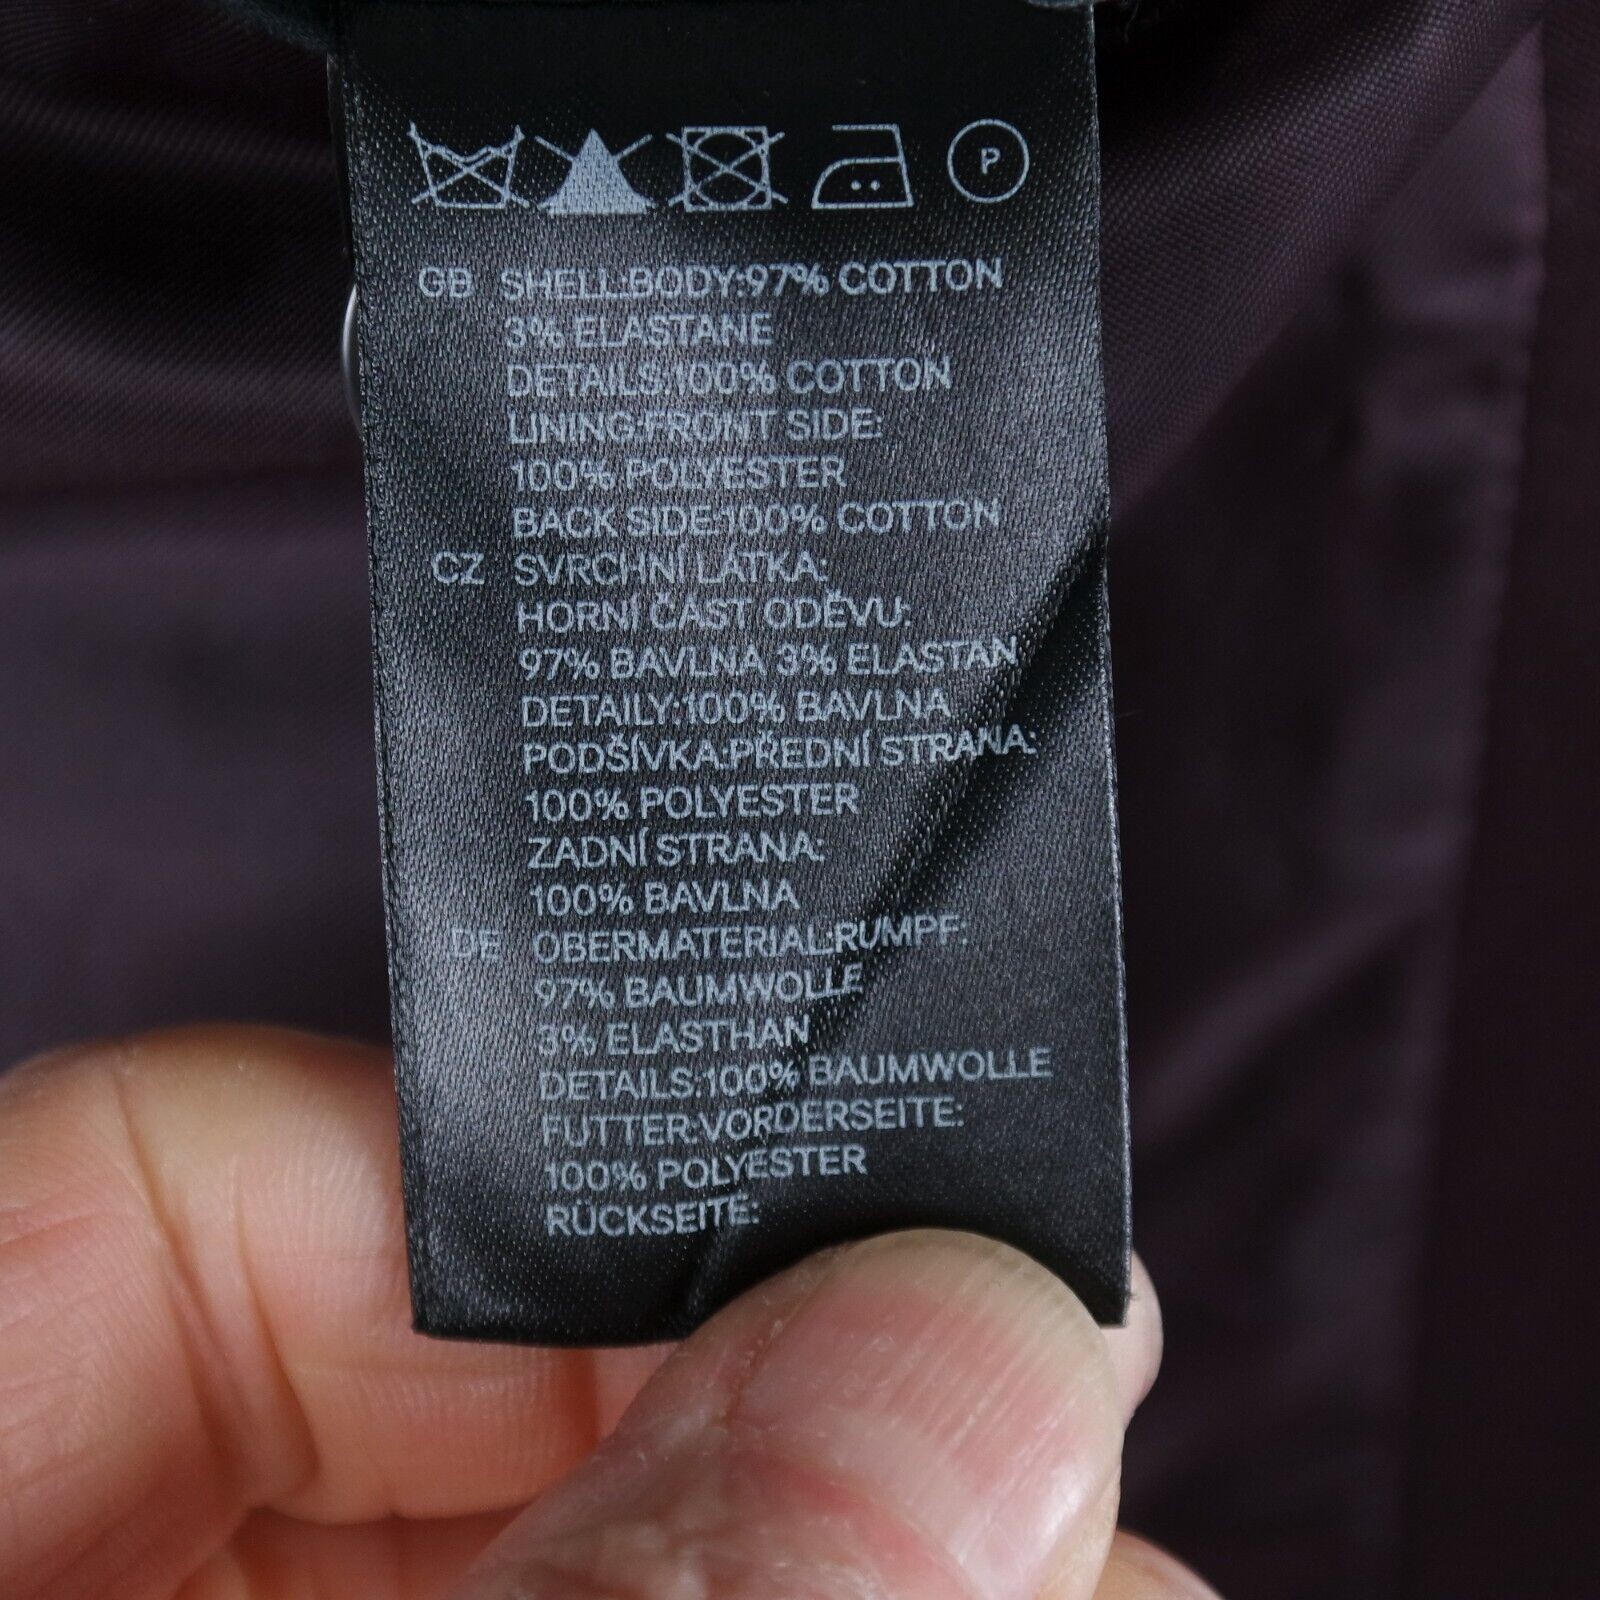 P
GB SHELL:BODY:97% COTTON
3% ELASTANE
DETAILS:100% COTTON
LINING:FRONT SIDE:
100% POLYESTER
BACK SIDE:100% COTTON
CZ SVRCHNÍ LÁTKA:
HORNÍ ČÁST ODĚVU:
97% BAVLNA 3% ELASTAN
DETAILY:100% BAVLNA
PODŠÍVKA:PŘEDNÍ STRANA:
100% POLYESTER
ZADNÍ STRANA:
100% BAVLNA
DE OBERMATERIAL:RUMPF:
97% BAUMWOLLE
3% ELASTHAN
DETAILS:100% BAUMWOLLE
FUTTER:VORDERSEITE:
100% POLYESTER
RÜCKSEITE: